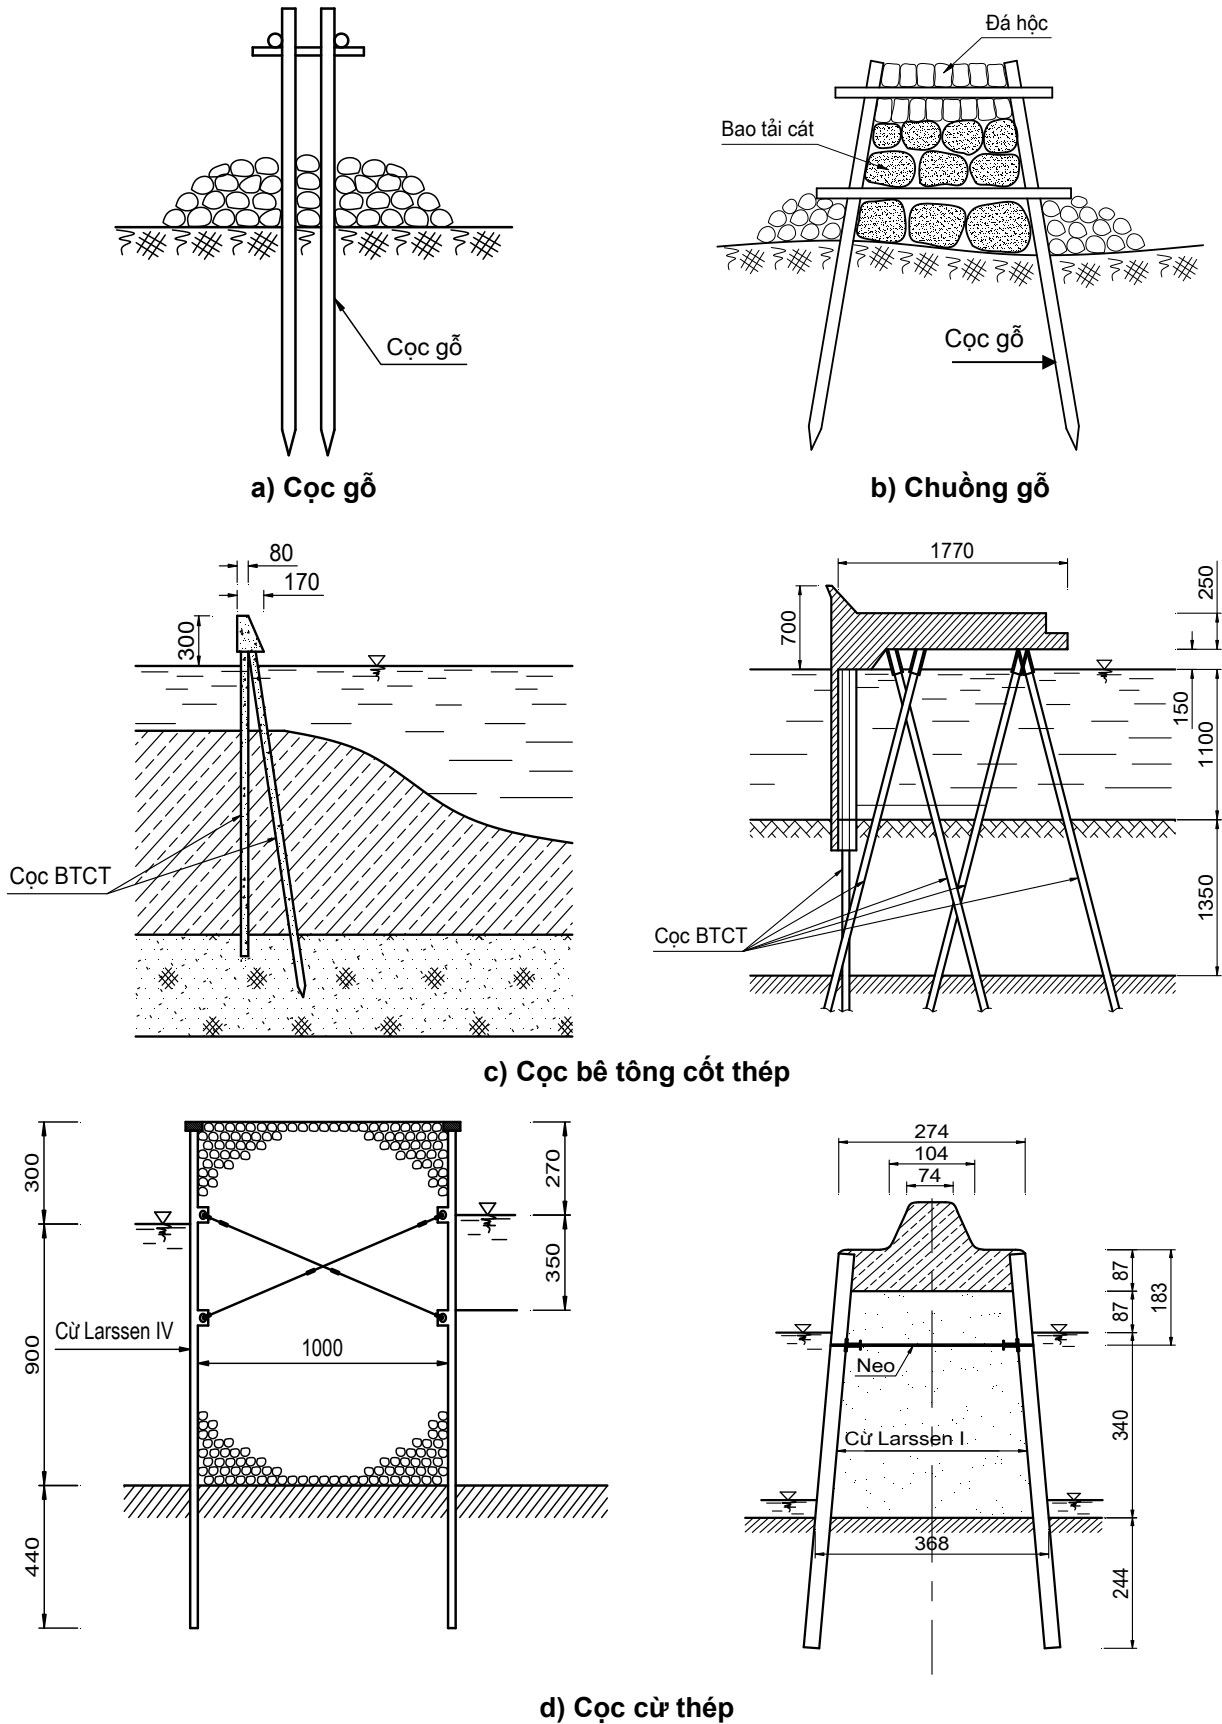 Đá hộc
Bao tải cát
Cọc gỗ
Cọc gỗ
a) Cọc gỗ
b) Chuồng gỗ
80
170
300
Cọc BTCT
1770
700
250
150
1100
1350
Cọc BTCT
c) Cọc bê tông cốt thép
300
900
440
270
350
Cừ Larssen IV
1000
274
104
74
87
87
183
Neo
340
Cừ Larssen I
368
244
d) Cọc cừ thép